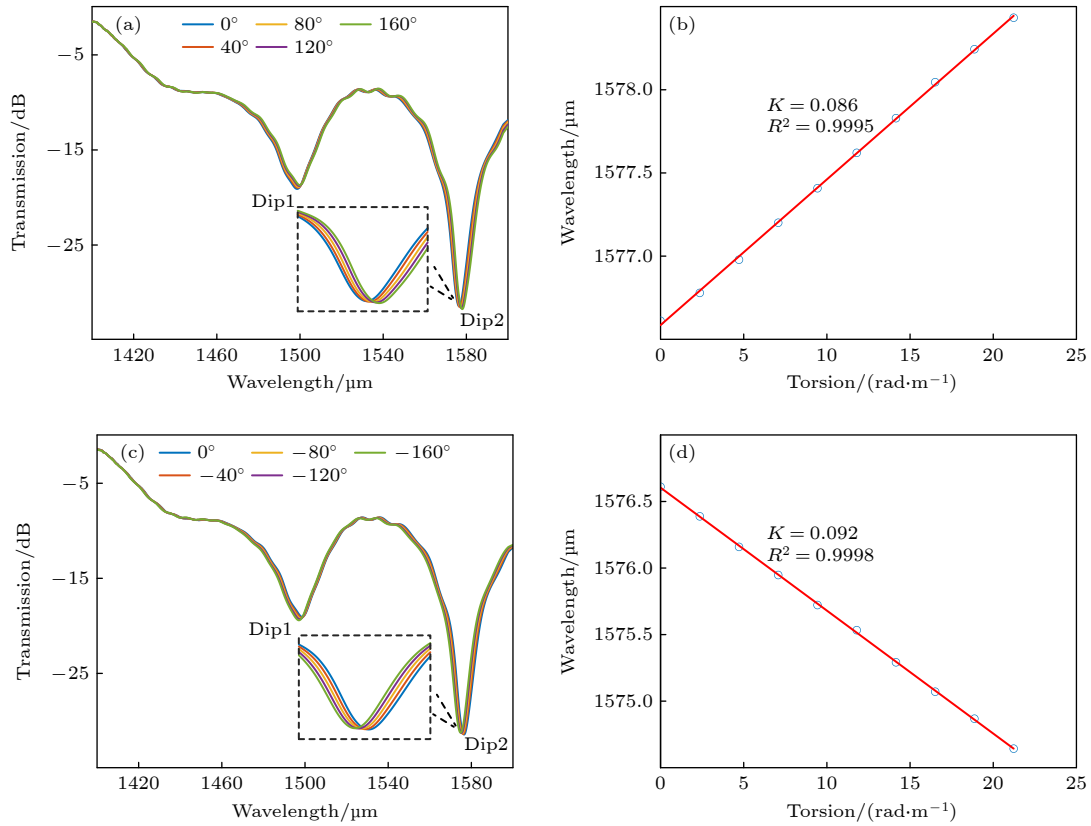 (a)
0° 80° 160°
40° 120°
−5
−15
−25
Transmission/dB
Dip1
Dip2
1420 1460 1500 1540 1580
Wavelength/µm
(b)
K = 0.086
R² = 0.9995
1578.0
1577.5
1577.0
Wavelength/µm
0 5 10 15 20 25
Torsion/(rad·m⁻¹)
(c)
0° −80° −160°
−40° −120°
−5
−15
−25
Transmission/dB
Dip1
Dip2
1420 1460 1500 1540 1580
Wavelength/µm
(d)
K = 0.092
R² = 0.9998
1576.5
1576.0
1575.5
1575.0
Wavelength/µm
0 5 10 15 20 25
Torsion/(rad·m⁻¹)